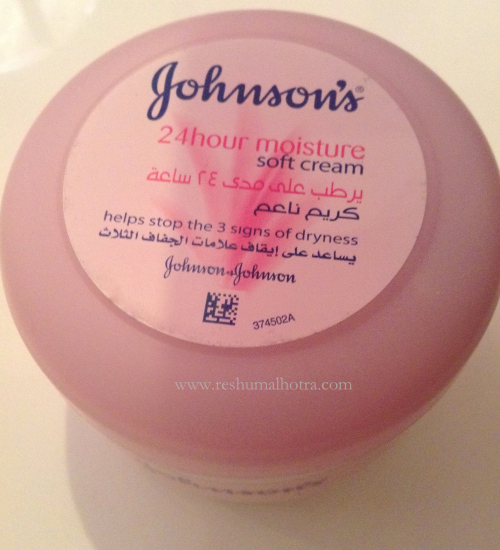 Johnson's®
24hour moisture
soft cream
يرطب على مدى ٢٤ ساعة
كريم ناعم
helps stop the 3 signs of dryness
يساعد على إيقاف علامات الجفاف الثلاث
Johnson & Johnson
374502A
www.reshumalhotra.com
Johnson's